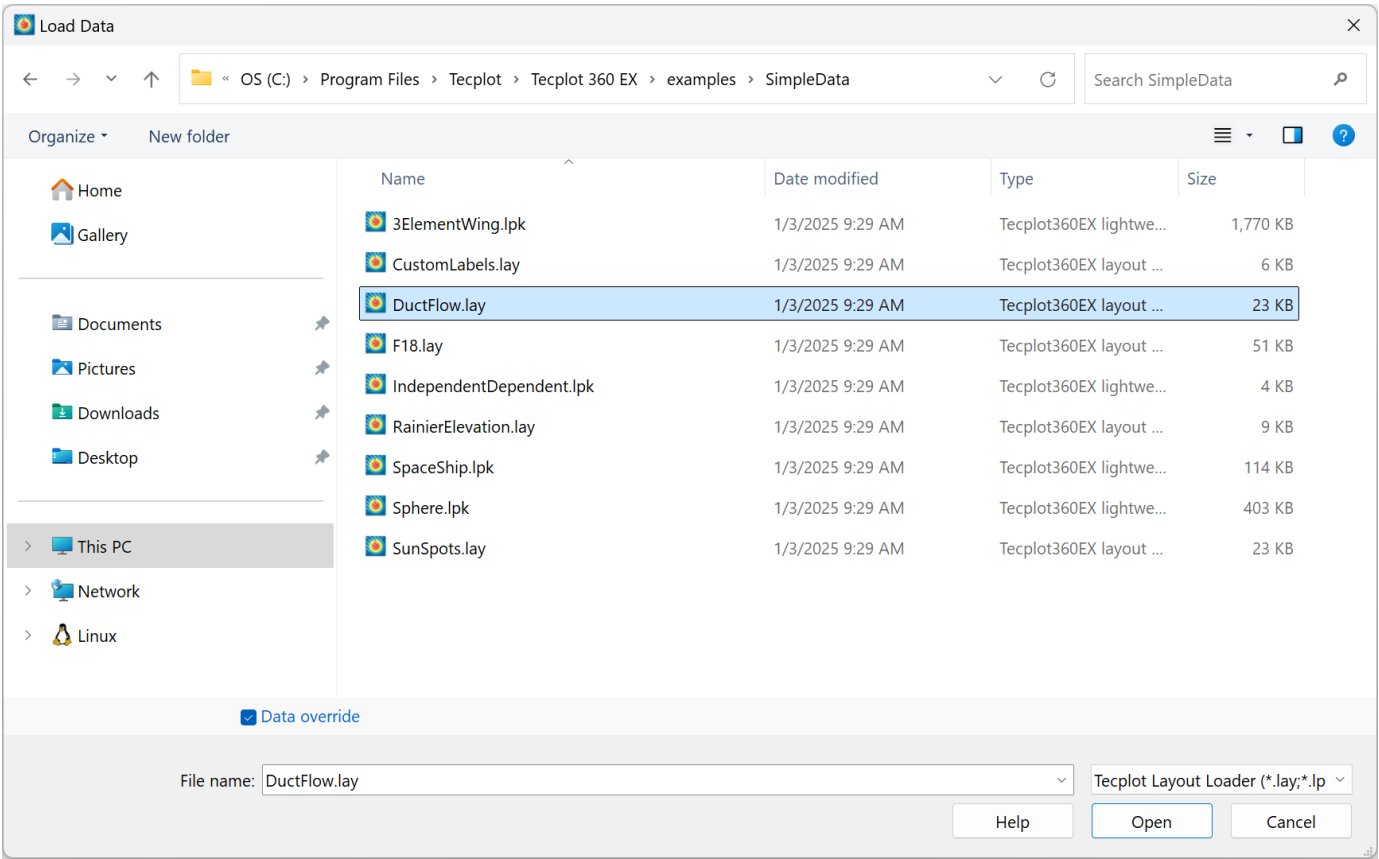 Load Data
« OS (C:) › Program Files › Tecplot › Tecplot 360 EX › examples › SimpleData
Search SimpleData
Organize
New folder
?
Home
Gallery
Documents
Pictures
Downloads
Desktop
This PC
Network
Linux
Name Date modified Type Size
3ElementWing.lpk 1/3/2025 9:29 AM Tecplot360EX lightwe... 1,770 KB
CustomLabels.lay 1/3/2025 9:29 AM Tecplot360EX layout ... 6 KB
DuctFlow.lay 1/3/2025 9:29 AM Tecplot360EX layout ... 23 KB
F18.lay 1/3/2025 9:29 AM Tecplot360EX layout ... 51 KB
IndependentDependent.lpk 1/3/2025 9:29 AM Tecplot360EX lightwe... 4 KB
RainierElevation.lay 1/3/2025 9:29 AM Tecplot360EX layout ... 9 KB
SpaceShip.lpk 1/3/2025 9:29 AM Tecplot360EX lightwe... 114 KB
Sphere.lpk 1/3/2025 9:29 AM Tecplot360EX lightwe... 403 KB
SunSpots.lay 1/3/2025 9:29 AM Tecplot360EX layout ... 23 KB
Data override
File name: DuctFlow.lay
Tecplot Layout Loader (*.lay;*.lp
Help
Open
Cancel